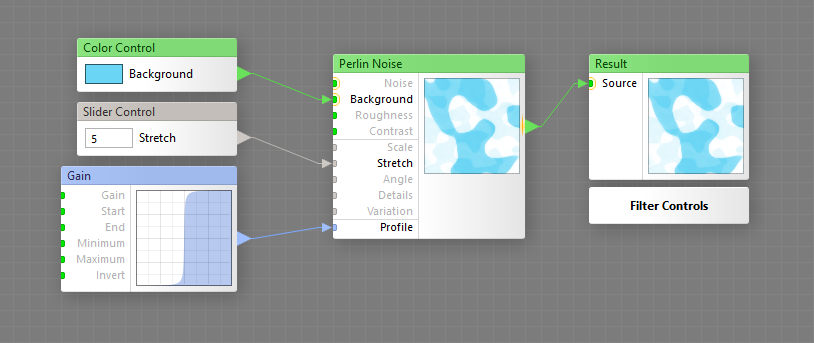 Color Control
Background
Slider Control
5
Stretch
Gain
Gain
Start
End
Minimum
Maximum
Invert
Perlin Noise
Noise
Background
Roughness
Contrast
Scale
Stretch
Angle
Details
Variation
Profile
Result
Source
Filter Controls